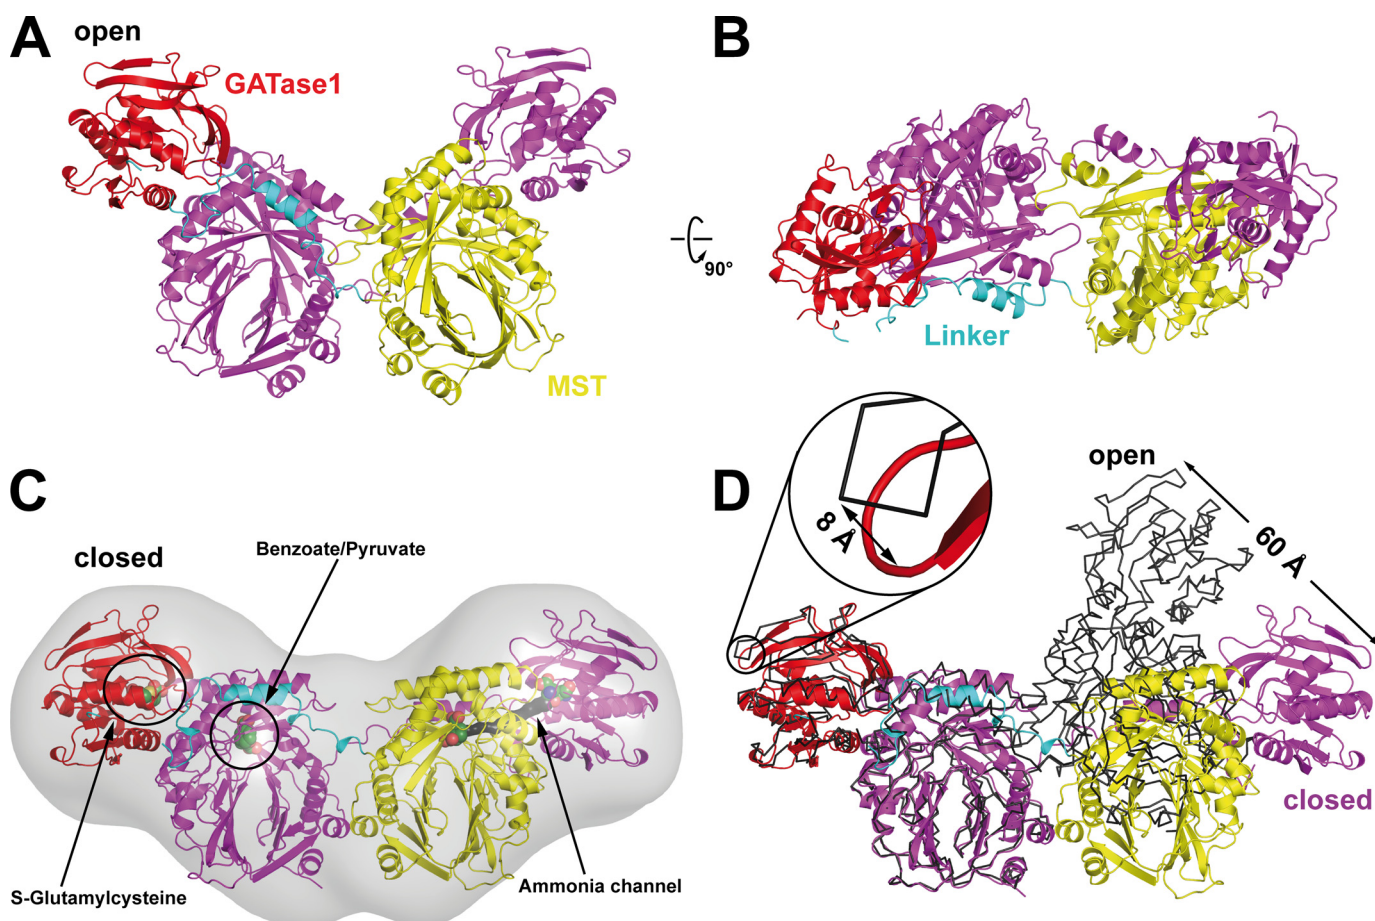 A
open
GATase1
MST
B
90°
Linker
C
closed
Benzoate/Pyruvate
S-Glutamylcysteine
Ammonia channel
D
8 Å
open
60 Å
closed